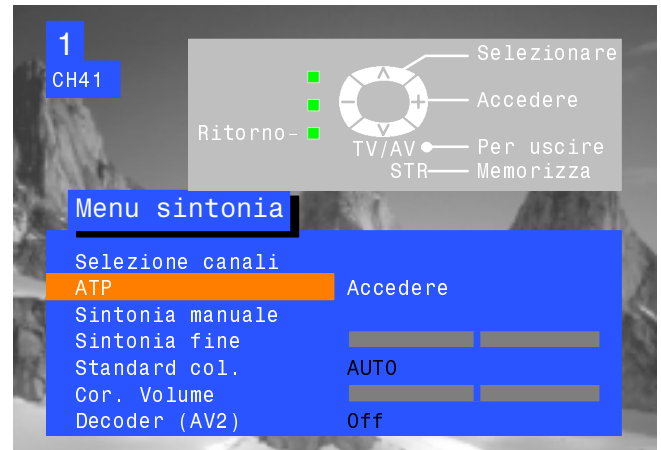 1
CH41
Selezionare
Accedere
Ritorno
TV/AV
Per uscire
STR
Memorizza
Menu sintonia
Selezione canali
ATP Accedere
Sintonia manuale
Sintonia fine
Standard col. AUTO
Cor. Volume
Decoder (AV2) Off